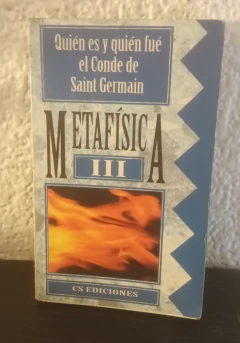 Quién es y quién fué
el Conde de
Saint Germain
METAFÍSICA
III
CS EDICIONES